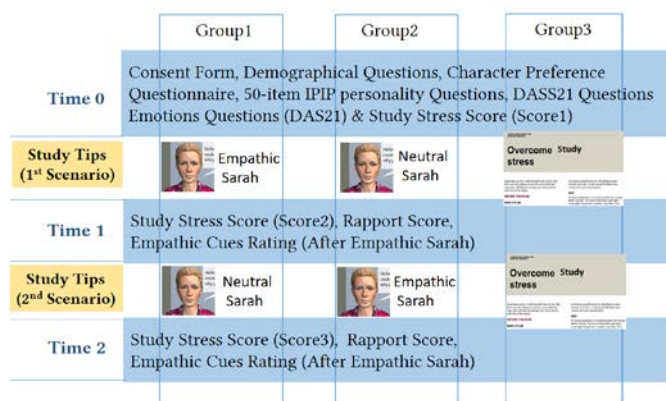 Group1 Group2 Group3
Time 0
Consent Form, Demographical Questions, Character Preference
Questionnaire, 50-item IPIP personality Questions, DASS21 Questions
Emotions Questions (DAS21) & Study Stress Score (Score1)
Study Tips
(1st Scenario)
Empathic
Sarah
Neutral
Sarah
Overcome Study
stress
Time 1
Study Stress Score (Score2), Rapport Score,
Empathic Cues Rating (After Empathic Sarah)
Study Tips
(2nd Scenario)
Neutral
Sarah
Empathic
Sarah
Overcome Study
stress
Time 2
Study Stress Score (Score3), Rapport Score,
Empathic Cues Rating (After Empathic Sarah)